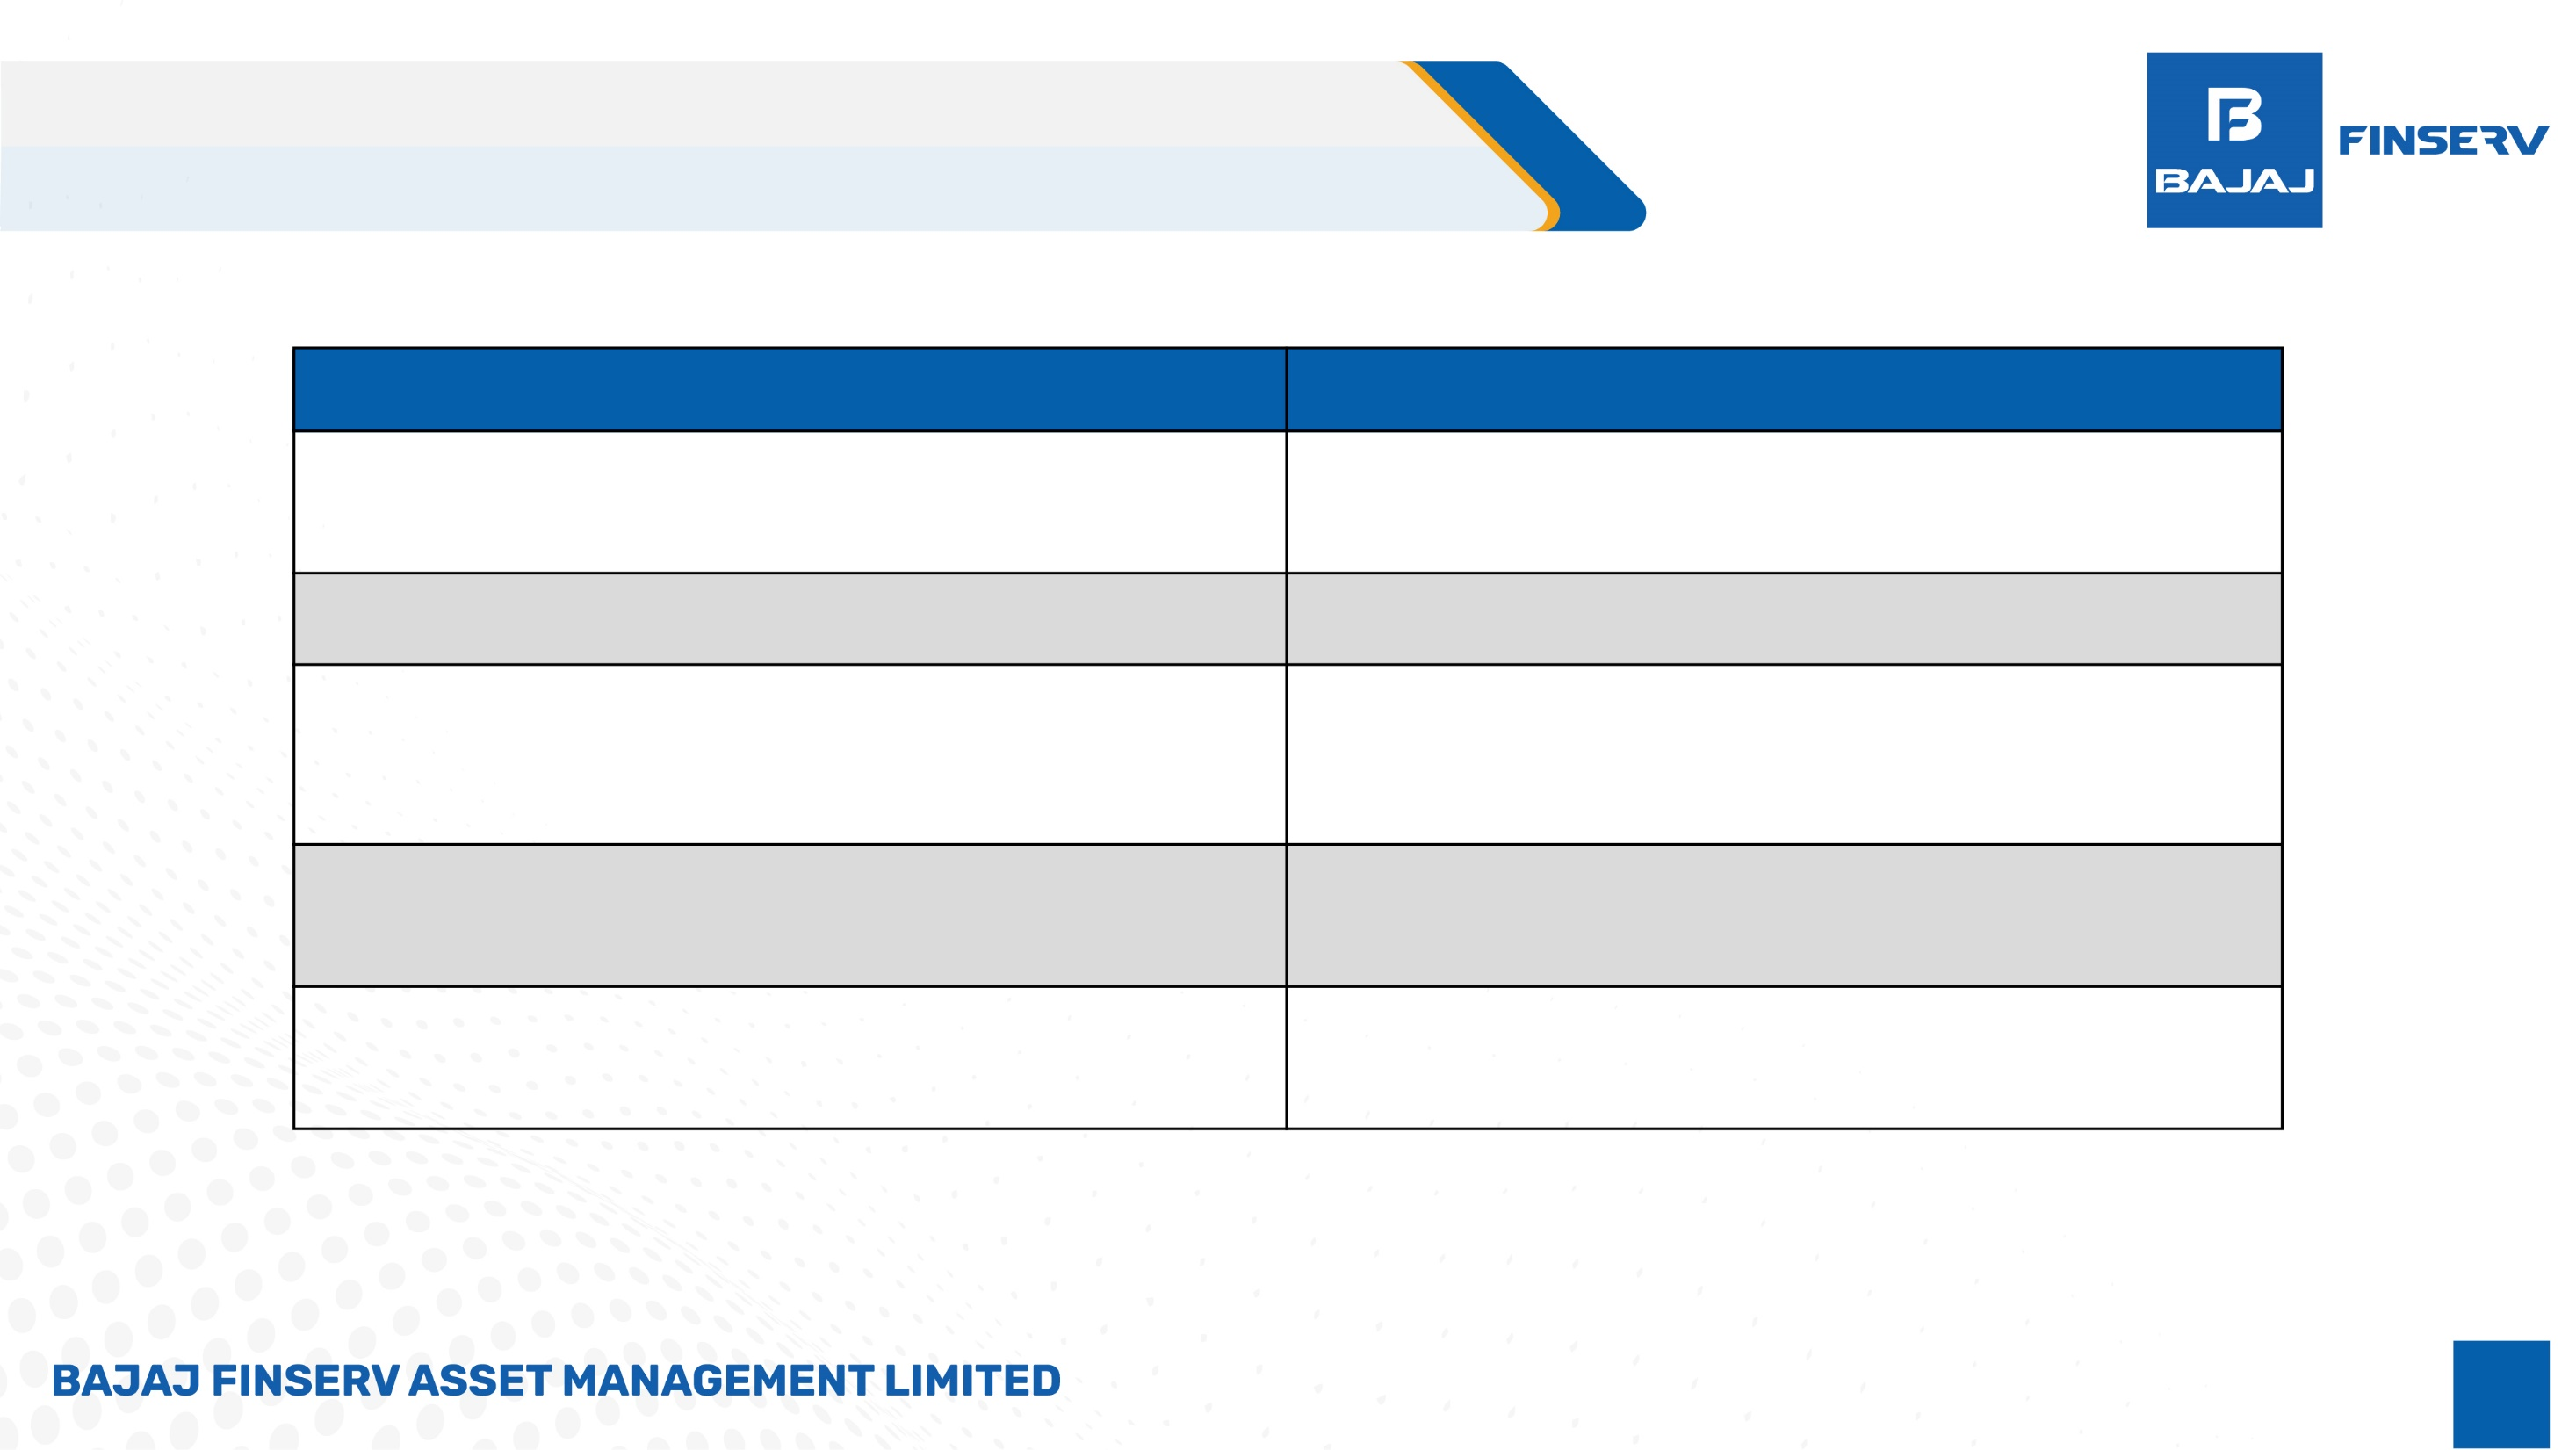 BAJAJ
FINSERV
BAJAJ FINSERV ASSET MANAGEMENT LIMITED